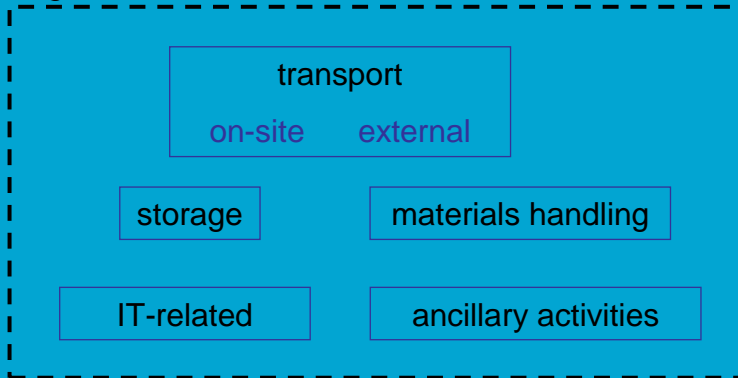 transport
on-site external
storage materials handling
IT-related ancillary activities